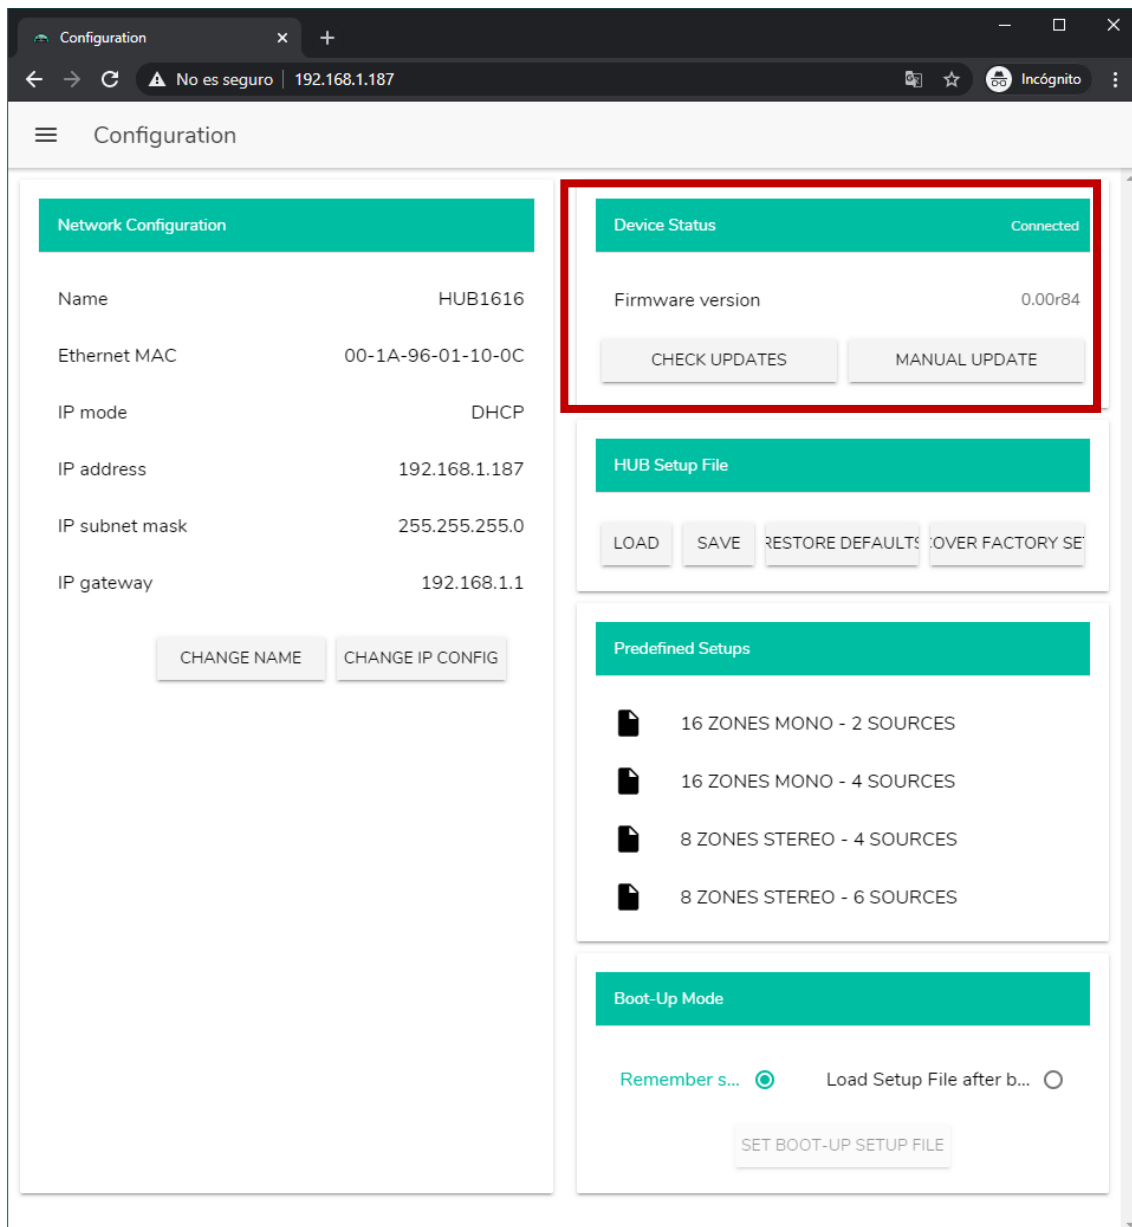 Configuration
No es seguro | 192.168.1.187
Incógnito
Configuration
Network Configuration
Name HUB1616
Ethernet MAC 00-1A-96-01-10-0C
IP mode DHCP
IP address 192.168.1.187
IP subnet mask 255.255.255.0
IP gateway 192.168.1.1
CHANGE NAME CHANGE IP CONFIG
Device Status Connected
Firmware version 0.00r84
CHECK UPDATES MANUAL UPDATE
HUB Setup File
LOAD SAVE RESTORE DEFAULTS OVER FACTORY SE
Predefined Setups
16 ZONES MONO - 2 SOURCES
16 ZONES MONO - 4 SOURCES
8 ZONES STEREO - 4 SOURCES
8 ZONES STEREO - 6 SOURCES
Boot-Up Mode
Remember s... Load Setup File after b...
SET BOOT-UP SETUP FILE